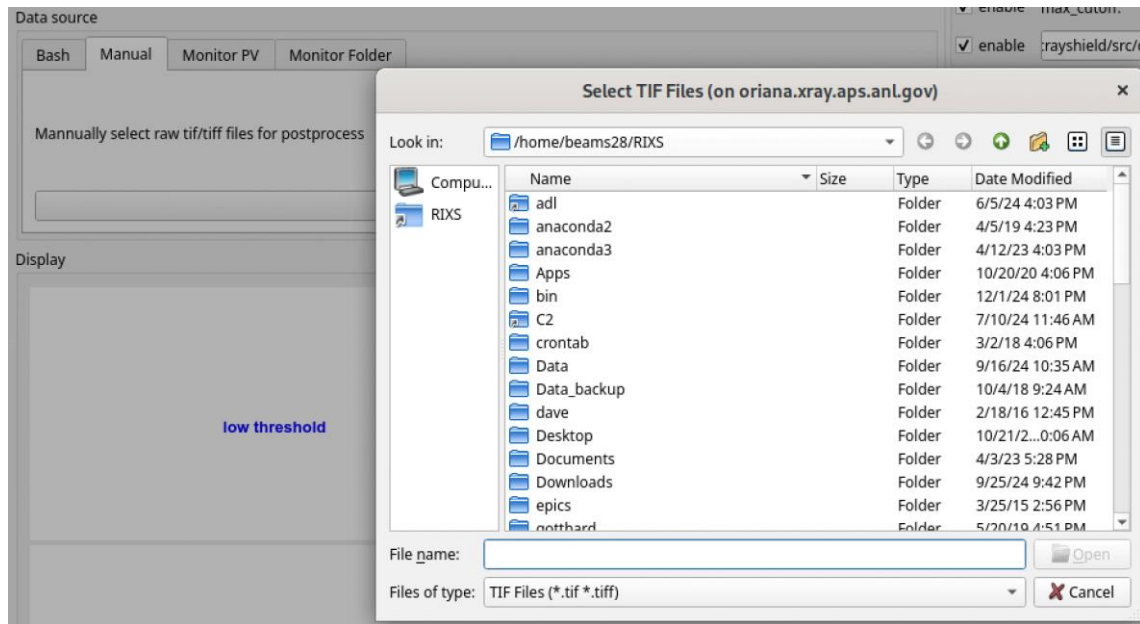 Data source
enable max_cutoff:
Bash Manual Monitor PV Monitor Folder
enable :rayshield/src/
Select TIF Files (on oriana.xray.aps.anl.gov)
Mannually select raw tif/tiff files for postprocess
Look in: /home/beams28/RIXS
Compu...
RIXS
Name Size Type Date Modified
adl Folder 6/5/24 4:03 PM
anaconda2 Folder 4/5/19 4:23 PM
anaconda3 Folder 4/12/23 4:03 PM
Apps Folder 10/20/20 4:06 PM
bin Folder 12/1/24 8:01 PM
C2 Folder 7/10/24 11:46 AM
crontab Folder 3/2/18 4:06 PM
Data Folder 9/16/24 10:35 AM
Data_backup Folder 10/4/18 9:24 AM
dave Folder 2/18/16 12:45 PM
Desktop Folder 10/21/2...0:06 AM
Documents Folder 4/3/23 5:28 PM
Downloads Folder 9/25/24 9:42 PM
epics Folder 3/25/15 2:56 PM
gotthard Folder 5/20/19 4:51 PM
Display
low threshold
File name: Open
Files of type: TIF Files (*.tif *.tiff) Cancel